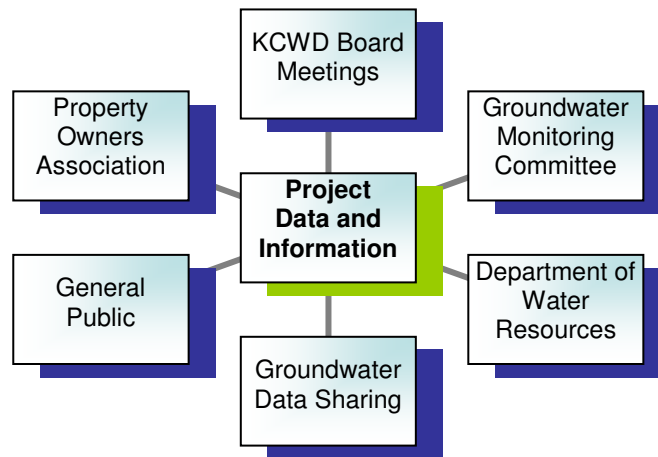 KCWD Board
Meetings
Property
Owners
Association
Groundwater
Monitoring
Committee
Project
Data and
Information
General
Public
Department of
Water
Resources
Groundwater
Data Sharing